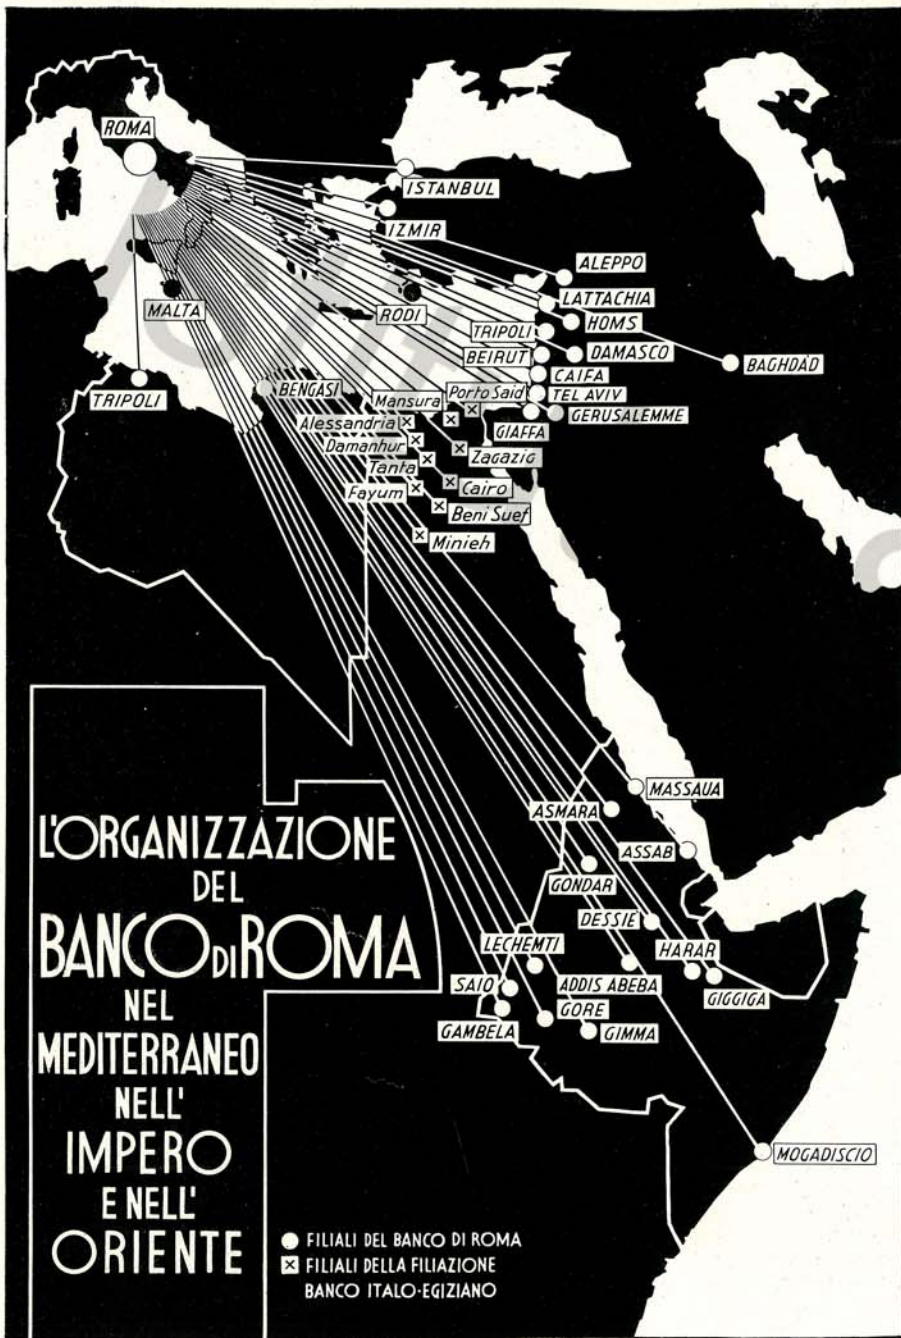 ROMA
ISTANBUL
IZMIR
ALEPPO
LATTACHIA
MALTA
RODI
HOMS
TRIPOLI
BEIRUT
DAMASCO
BAGHDAD
CAIFA
TRIPOLI
BENGASI
Mansura
Porto Said
TEL AVIV
GERUSALEMME
Alessandria
GIAFFA
Damanhur
Zagazig
Tanta
Cairo
Fayum
Beni Suef
Minieh
MASSAUA
ASMARA
ASSAB
GONDAR
DESSIE
LECHEMTI
HARAR
SAIO
ADDIS ABEBA
GIGGIGA
GAMBELA
GORE
GIMMA
MOGADISCIO
L'ORGANIZZAZIONE
DEL
BANCO DI ROMA
NEL
MEDITERRANEO
NELL'
IMPERO
E NELL'
ORIENTE
FILIALI DEL BANCO DI ROMA
FILIALI DELLA FILIAZIONE
BANCO ITALO-EGIZIANO